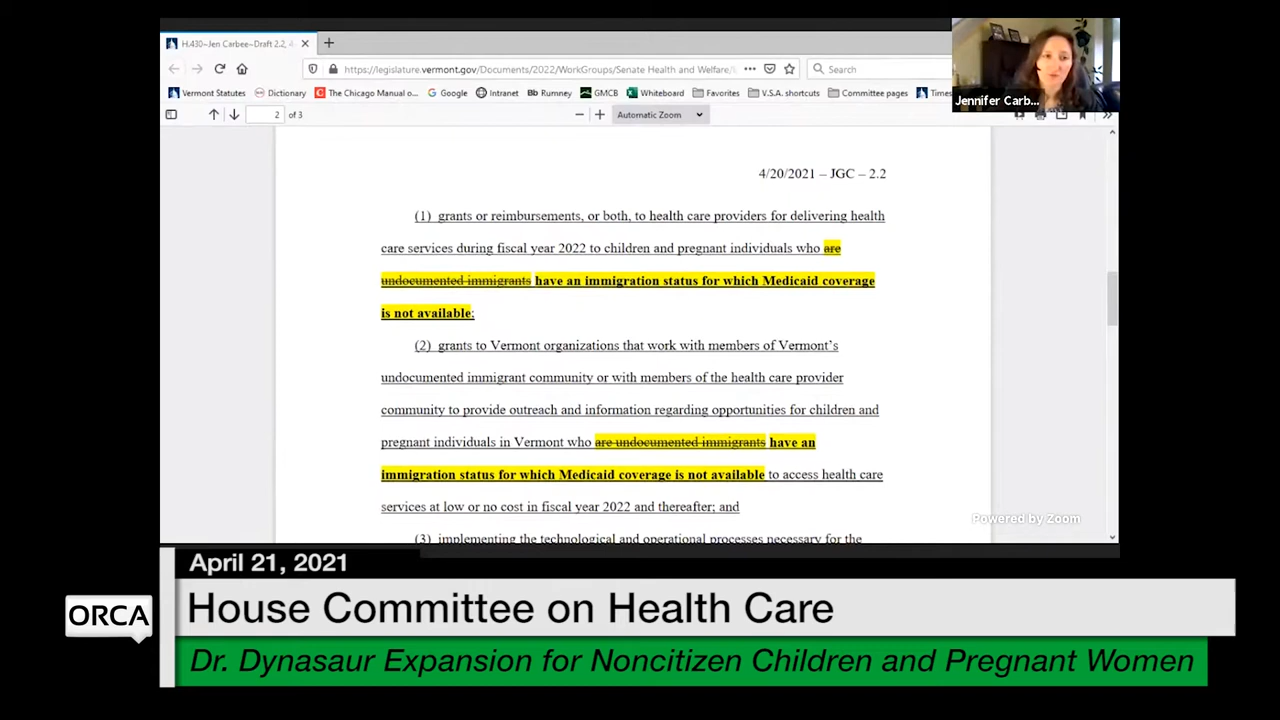 H.430~Jen Carbee~Draft 2.2, 4
https://legislature.vermont.gov/Documents/2022/WorkGroups/Senate Health and Welfare/
Search
Vermont Statutes
Dictionary
The Chicago Manual o...
Google
Intranet
Bb Rumney
GMCB
Whiteboard
Favorites
V.S.A. shortcuts
Committee pages
Times
Jennifer Carb...
2 of 3
Automatic Zoom
4/20/2021 – JGC – 2.2
(1) grants or reimbursements, or both, to health care providers for delivering health
care services during fiscal year 2022 to children and pregnant individuals who are
undocumented immigrants have an immigration status for which Medicaid coverage
is not available;
(2) grants to Vermont organizations that work with members of Vermont’s
undocumented immigrant community or with members of the health care provider
community to provide outreach and information regarding opportunities for children and
pregnant individuals in Vermont who are undocumented immigrants have an
immigration status for which Medicaid coverage is not available to access health care
services at low or no cost in fiscal year 2022 and thereafter; and
(3) implementing the technological and operational processes necessary for the
Powered by Zoom
April 21, 2021
ORCA
House Committee on Health Care
Dr. Dynasaur Expansion for Noncitizen Children and Pregnant Women